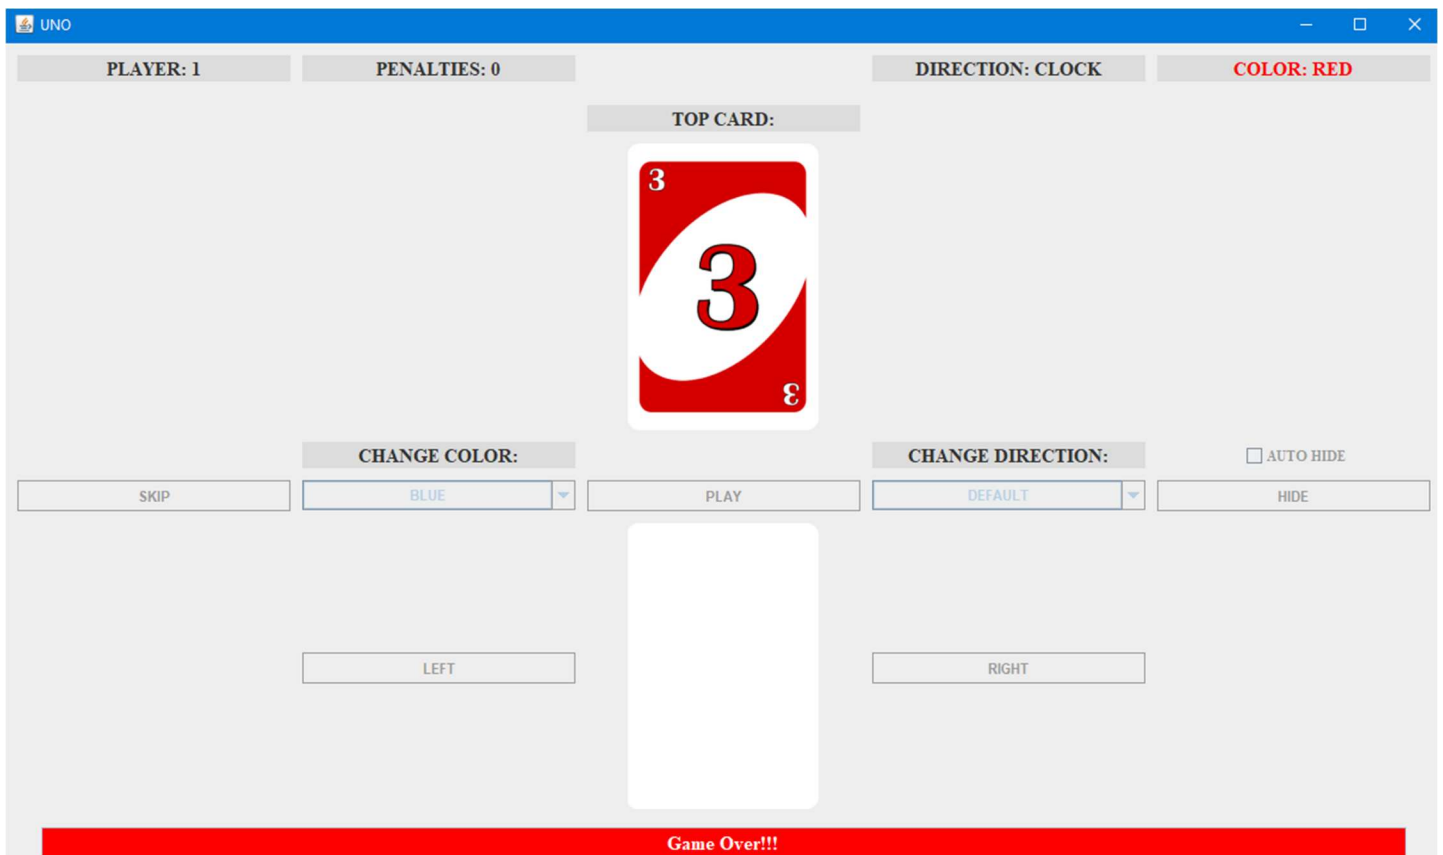 UNO
PLAYER: 1
PENALTIES: 0
DIRECTION: CLOCK
COLOR: RED
TOP CARD:
3
3
3
CHANGE COLOR:
CHANGE DIRECTION:
AUTO HIDE
SKIP
BLUE
PLAY
DEFAULT
HIDE
LEFT
RIGHT
Game Over!!!